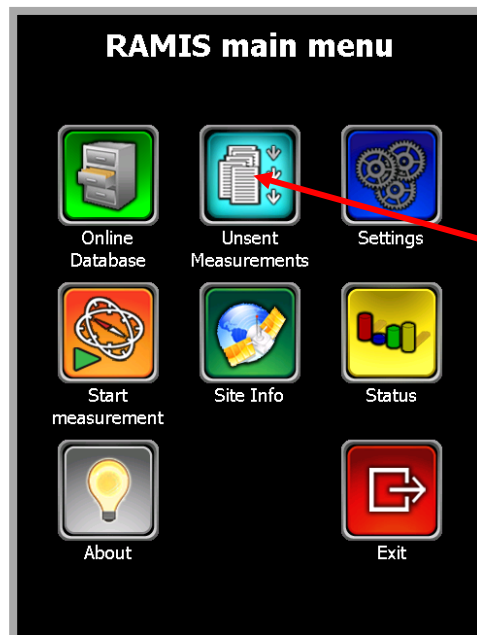 RAMIS main menu
Online
Database
Unsent
Measurements
Settings
Start
measurement
Site Info
Status
About
Exit